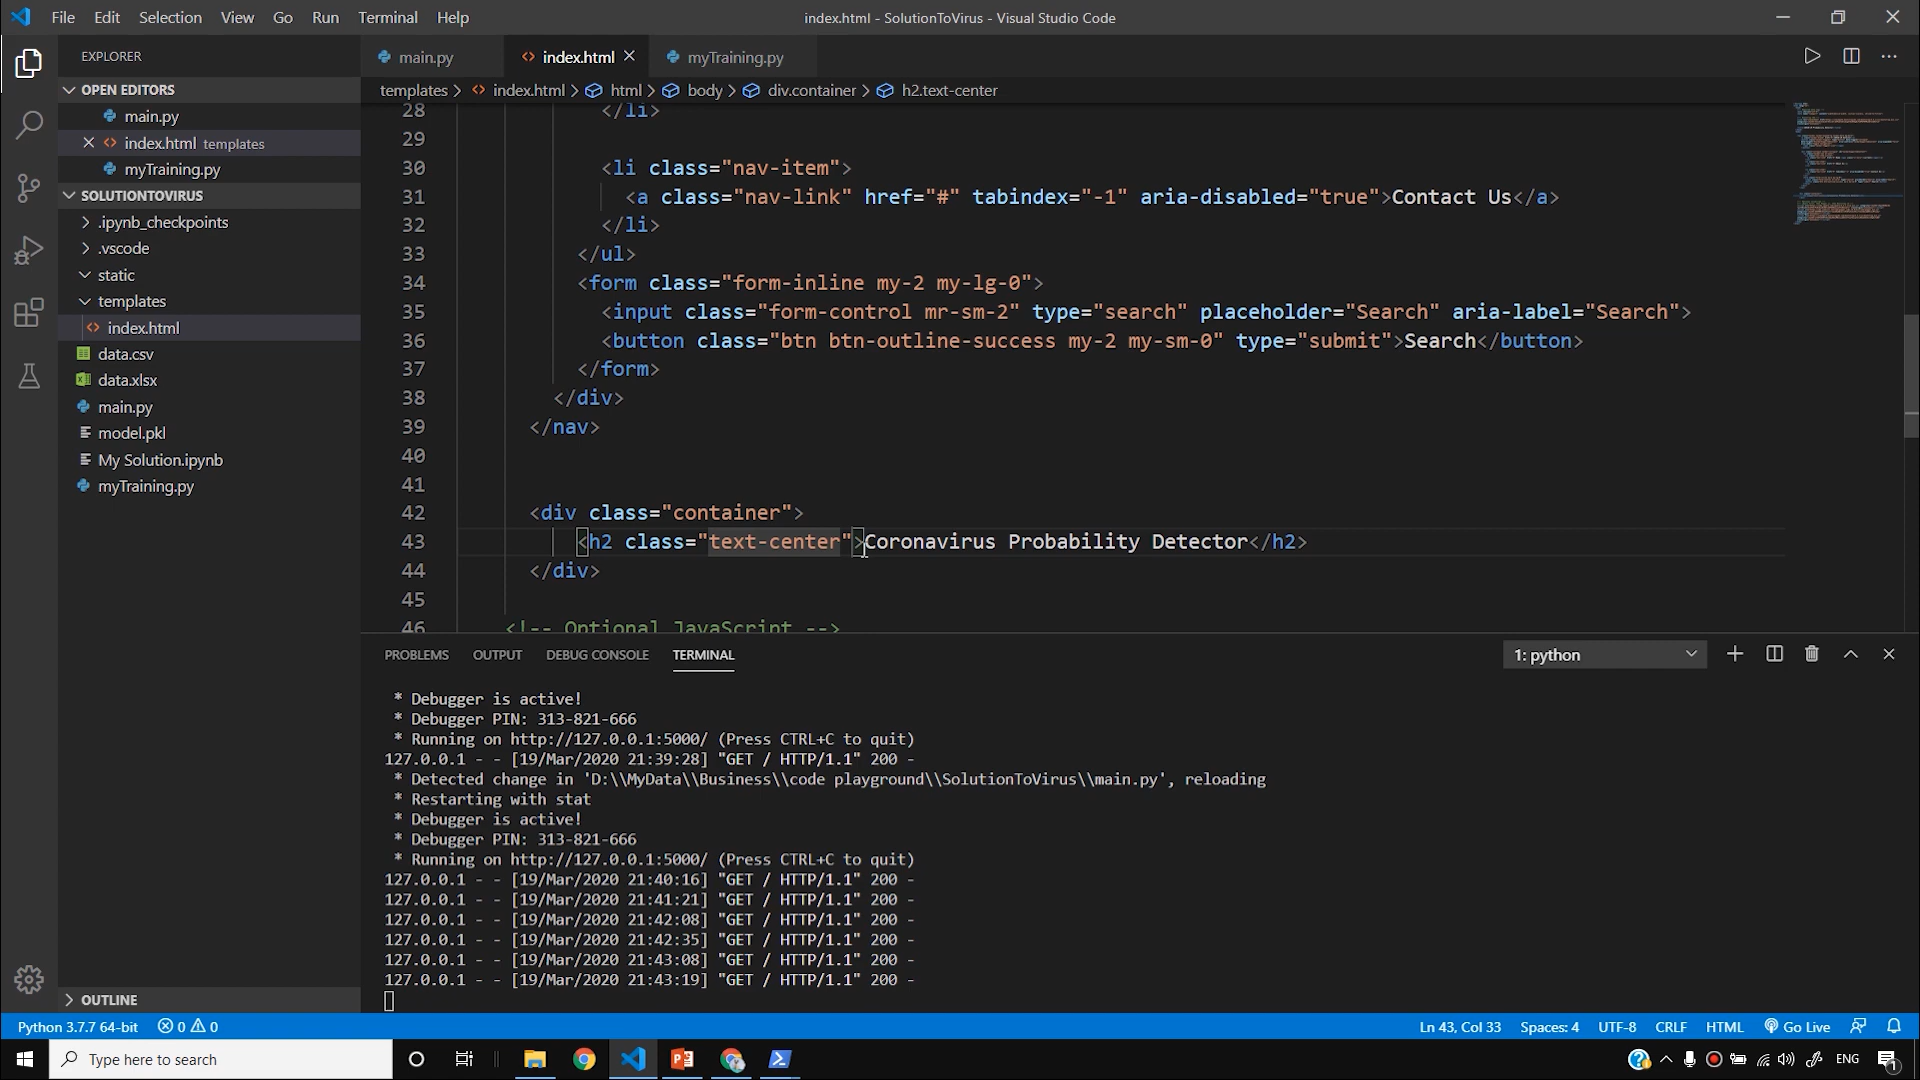 File Edit Selection View Go Run Terminal Help
index.html - SolutionToVirus - Visual Studio Code
EXPLORER
main.py
index.html
myTraining.py
OPEN EDITORS
main.py
index.html templates
myTraining.py
SOLUTIONTOVIRUS
.ipynb_checkpoints
.vscode
static
templates
index.html
data.csv
data.xlsx
main.py
model.pkl
My Solution.ipynb
myTraining.py
OUTLINE
templates > index.html > html > body > div.container > h2.text-center
28 </li>
29
30 <li class="nav-item">
31 <a class="nav-link" href="#" tabindex="-1" aria-disabled="true">Contact Us</a>
32 </li>
33 </ul>
34 <form class="form-inline my-2 my-lg-0">
35 <input class="form-control mr-sm-2" type="search" placeholder="Search" aria-label="Search">
36 <button class="btn btn-outline-success my-2 my-sm-0" type="submit">Search</button>
37 </form>
38 </div>
39 </nav>
40
41
42 <div class="container">
43 <h2 class="text-center">Coronavirus Probability Detector</h2>
44 </div>
45
46 <!-- Optional JavaScript -->
PROBLEMS OUTPUT DEBUG CONSOLE TERMINAL
1: python
* Debugger is active!
* Debugger PIN: 313-821-666
* Running on http://127.0.0.1:5000/ (Press CTRL+C to quit)
127.0.0.1 - - [19/Mar/2020 21:39:28] "GET / HTTP/1.1" 200 -
* Detected change in 'D:\\MyData\\Business\\code playground\\SolutionToVirus\\main.py', reloading
* Restarting with stat
* Debugger is active!
* Debugger PIN: 313-821-666
* Running on http://127.0.0.1:5000/ (Press CTRL+C to quit)
127.0.0.1 - - [19/Mar/2020 21:40:16] "GET / HTTP/1.1" 200 -
127.0.0.1 - - [19/Mar/2020 21:41:21] "GET / HTTP/1.1" 200 -
127.0.0.1 - - [19/Mar/2020 21:42:08] "GET / HTTP/1.1" 200 -
127.0.0.1 - - [19/Mar/2020 21:42:35] "GET / HTTP/1.1" 200 -
127.0.0.1 - - [19/Mar/2020 21:43:08] "GET / HTTP/1.1" 200 -
127.0.0.1 - - [19/Mar/2020 21:43:19] "GET / HTTP/1.1" 200 -
Python 3.7.7 64-bit 0 0
Ln 43, Col 33 Spaces: 4 UTF-8 CRLF HTML Go Live
Type here to search
ENG
1